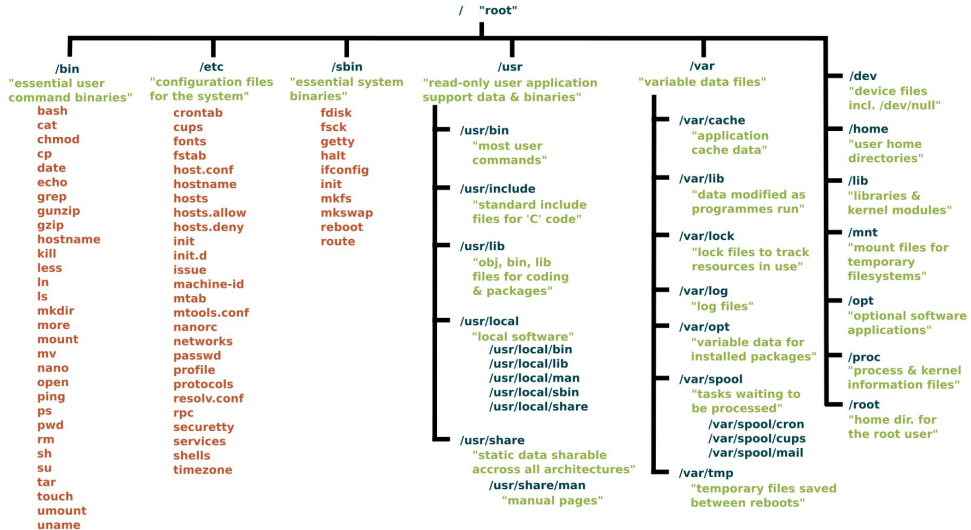 / "root"
/bin
"essential user
command binaries"
bash
cat
chmod
cp
date
echo
grep
gunzip
gzip
hostname
kill
less
ln
ls
mkdir
more
mount
mv
nano
open
ping
ps
pwd
rm
sh
su
tar
touch
umount
uname
/etc
"configuration files
for the system"
crontab
cups
fonts
fstab
host.conf
hostname
hosts
hosts.allow
hosts.deny
init
init.d
issue
machine-id
mtab
mtools.conf
nanorc
networks
passwd
profile
protocols
resolv.conf
rpc
securetty
services
shells
timezone
/sbin
"essential system
binaries"
fdisk
fsck
getty
halt
ifconfig
init
mkfs
mkswap
reboot
route
/usr
"read-only user application
support data & binaries"
/usr/bin
"most user
commands"
/usr/include
"standard include
files for 'C' code"
/usr/lib
"obj, bin, lib
files for coding
& packages"
/usr/local
"local software"
/usr/local/bin
/usr/local/lib
/usr/local/man
/usr/local/sbin
/usr/local/share
/usr/share
"static data sharable
accross all architectures"
/usr/share/man
"manual pages"
/var
"variable data files"
/var/cache
"application
cache data"
/var/lib
"data modified as
programmes run"
/var/lock
"lock files to track
resources in use"
/var/log
"log files"
/var/opt
"variable data for
installed packages"
/var/spool
"tasks waiting to
be processed"
/var/spool/cron
/var/spool/cups
/var/spool/mail
/var/tmp
"temporary files saved
between reboots"
/dev
"device files
incl. /dev/null"
/home
"user home
directories"
/lib
"libraries &
kernel modules"
/mnt
"mount files for
temporary
filesystems"
/opt
"optional software
applications"
/proc
"process & kernel
information files"
/root
"home dir. for
the root user"